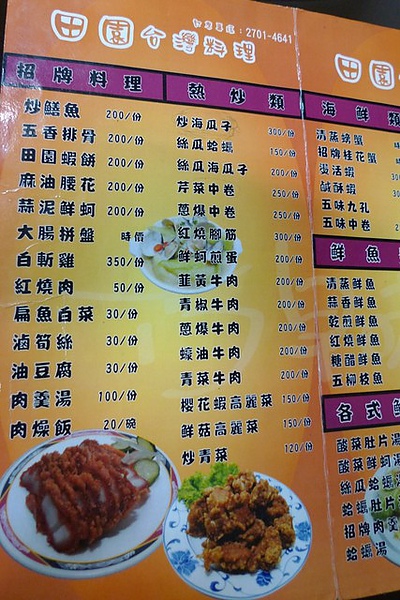 田園台灣料理
訂席專線：2701-4641
田園
招牌料理
炒鱔魚 200/份
五香排骨 200/份
田園蝦餅 200/份
麻油腰花 200/份
蒜泥鮮蚵 200/份
大腸拼盤 時價
白斬雞 350/份
紅燒肉 50/份
扁魚白菜 30/份
滷筍絲 30/份
油豆腐 30/份
肉羹湯 100/份
肉燥飯 20/碗
熱炒類
炒海瓜子 300/份
絲瓜蛤蠣 150/份
絲瓜海瓜子 200/份
芹菜中卷 250/份
蔥爆中卷 250/份
紅燒腳筋 300/份
鮮蚵煎蛋 200/份
韮黃牛肉 200/份
青椒牛肉 200/份
蔥爆牛肉 200/份
蠔油牛肉 200/份
青菜牛肉 200/份
櫻花蝦高麗菜 150/份
鮮菇高麗菜 150/份
炒青菜 120/份
海鮮類
清蒸螃蟹
招牌桂花蟹
嗆活蝦
鹹酥蝦
五味九孔
五味中卷
鮮魚
清蒸鮮魚
蒜香鮮魚
乾煎鮮魚
紅燒鮮魚
糖醋鮮魚
五柳枝魚
各式
酸菜肚片湯
酸菜鮮蚵湯
絲瓜蛤蠣湯
蛤蠣肚片湯
招牌肉
蛤蠣湯